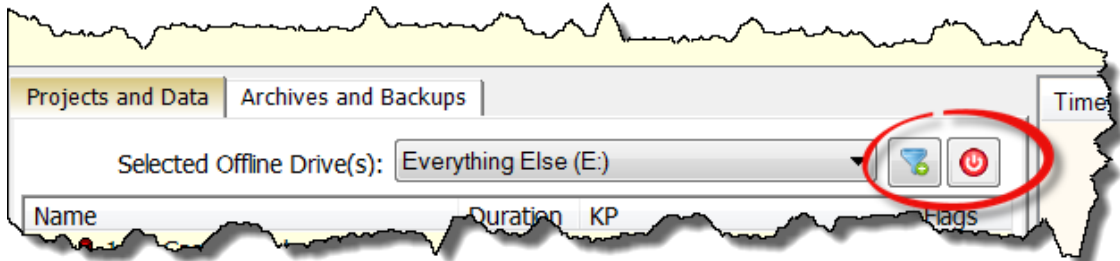 Projects and Data Archives and Backups Time
Selected Offline Drive(s): Everything Else (E:)
Name Duration KP Flags